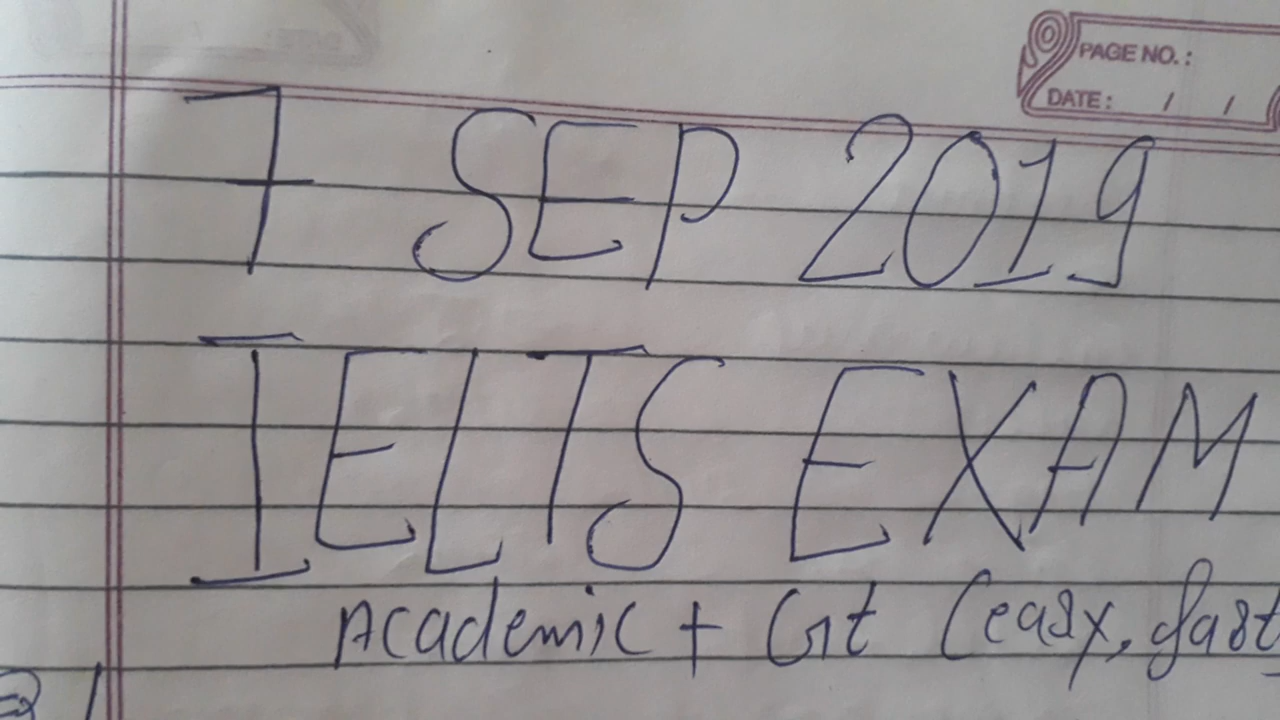 PAGE NO.:
DATE: / /
7 SEP 2019
IELTS EXAM
Academic + Gt (easy, fast